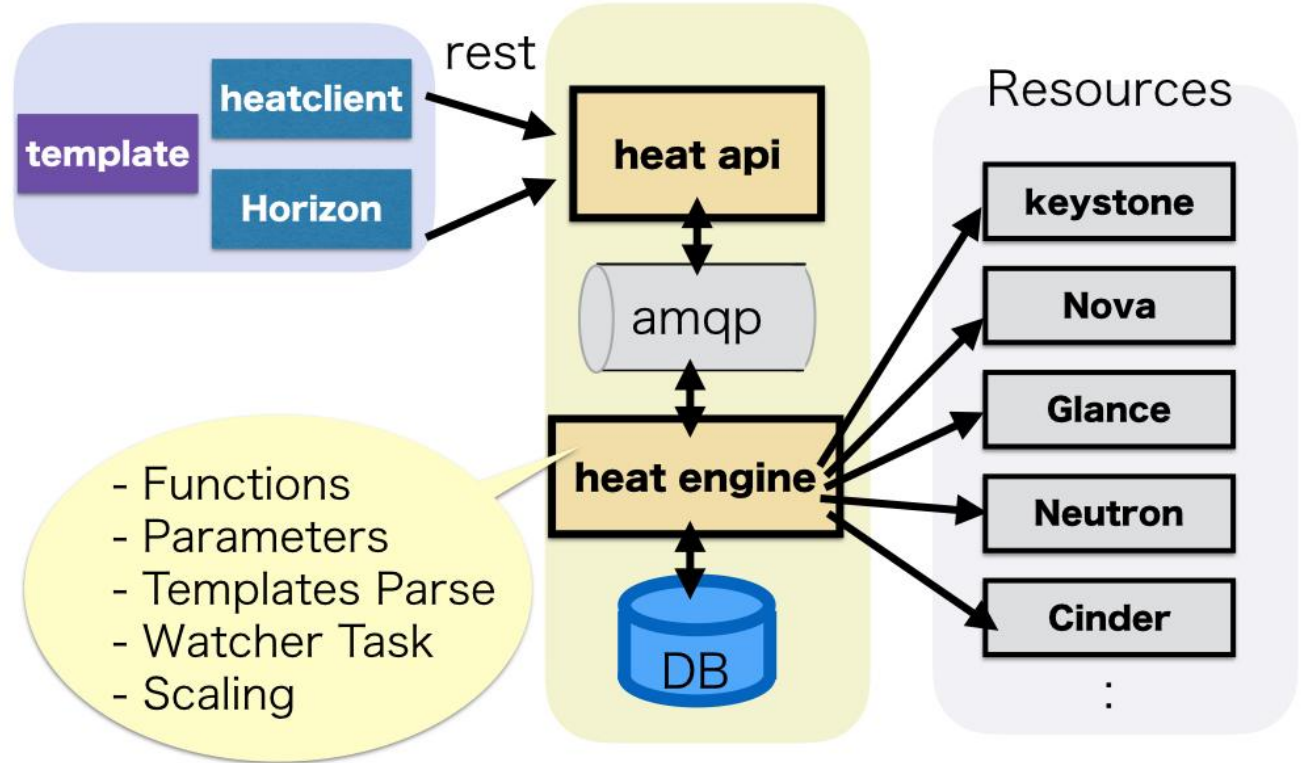 template
heatclient
Horizon
rest
heat api
amqp
heat engine
DB
- Functions
- Parameters
- Templates Parse
- Watcher Task
- Scaling
Resources
keystone
Nova
Glance
Neutron
Cinder
: